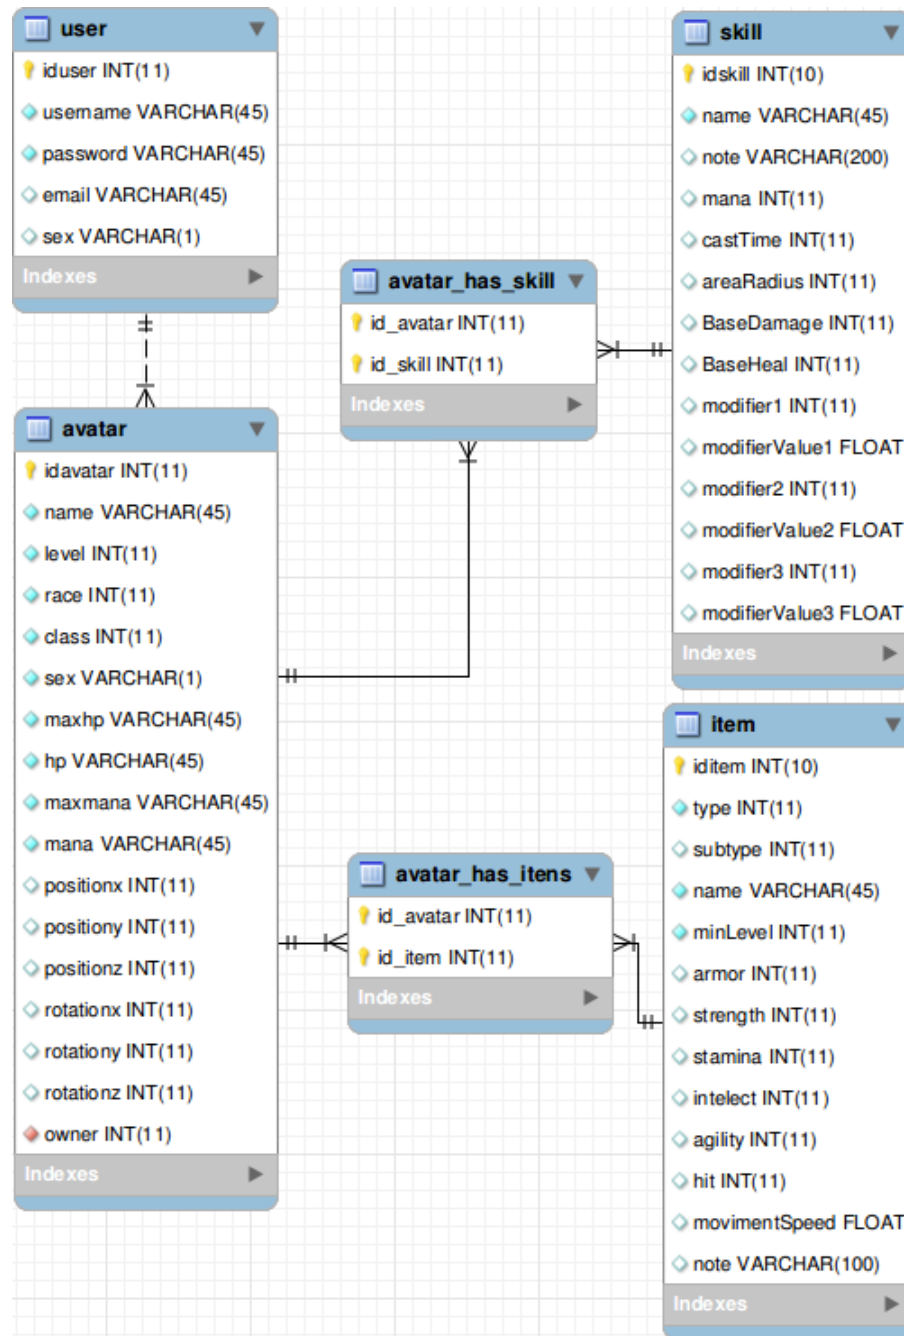 user
iduser INT(11)
username VARCHAR(45)
password VARCHAR(45)
email VARCHAR(45)
sex VARCHAR(1)
Indexes
avatar
idavatar INT(11)
name VARCHAR(45)
level INT(11)
race INT(11)
class INT(11)
sex VARCHAR(1)
maxhp VARCHAR(45)
hp VARCHAR(45)
maxmana VARCHAR(45)
mana VARCHAR(45)
positionx INT(11)
positiony INT(11)
positionz INT(11)
rotationx INT(11)
rotationy INT(11)
rotationz INT(11)
owner INT(11)
Indexes
avatar_has_skill
id_avatar INT(11)
id_skill INT(11)
Indexes
avatar_has_itens
id_avatar INT(11)
id_item INT(11)
Indexes
skill
idskill INT(10)
name VARCHAR(45)
note VARCHAR(200)
mana INT(11)
castTime INT(11)
areaRadius INT(11)
BaseDamage INT(11)
BaseHeal INT(11)
modifier1 INT(11)
modifierValue1 FLOAT
modifier2 INT(11)
modifierValue2 FLOAT
modifier3 INT(11)
modifierValue3 FLOAT
Indexes
item
iditem INT(10)
type INT(11)
subtype INT(11)
name VARCHAR(45)
minLevel INT(11)
armor INT(11)
strength INT(11)
stamina INT(11)
intelect INT(11)
agility INT(11)
hit INT(11)
movimentSpeed FLOAT
note VARCHAR(100)
Indexes